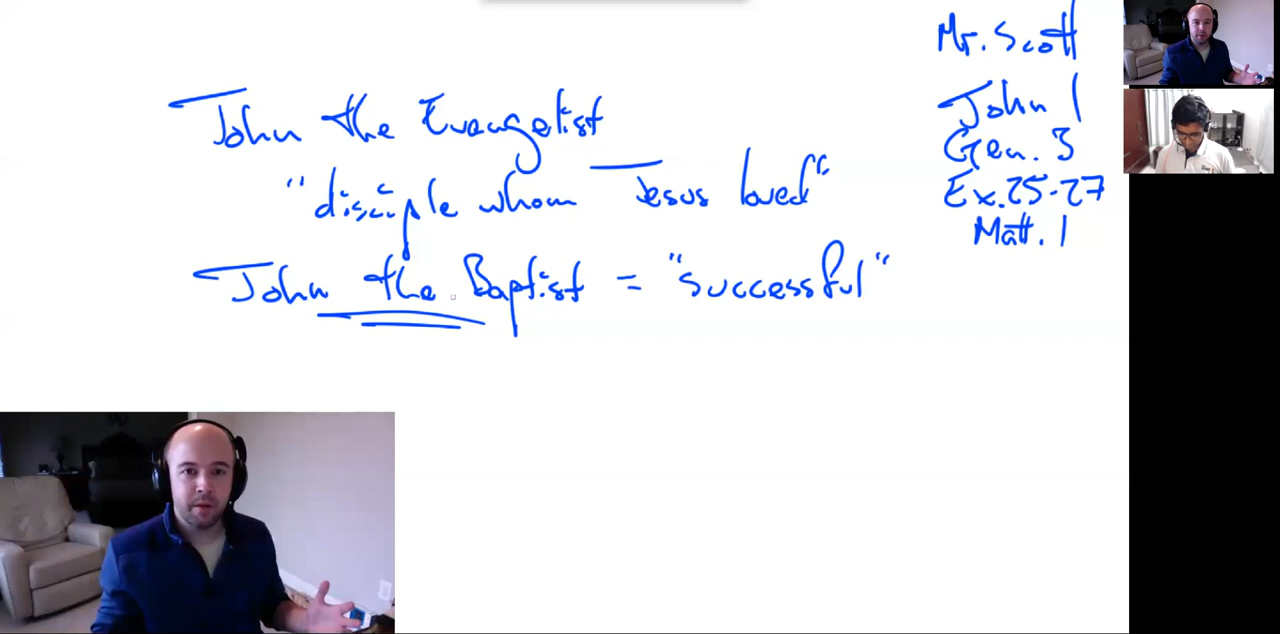 John the Evangelist
"disciple whom Jesus loved"
John the Baptist = "successful"
Mr. Scott
John 1
Gen. 3
Ex. 25-27
Matt. 1